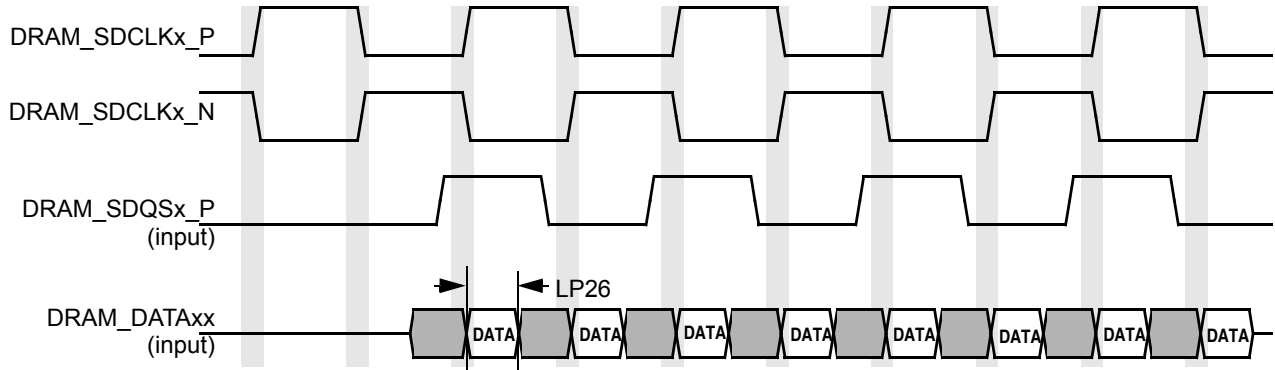 DRAM_SDCLKx_P
DRAM_SDCLKx_N
DRAM_SDQSx_P
(input)
LP26
DRAM_DATAxx
(input)
DATA DATA DATA DATA DATA DATA DATA DATA